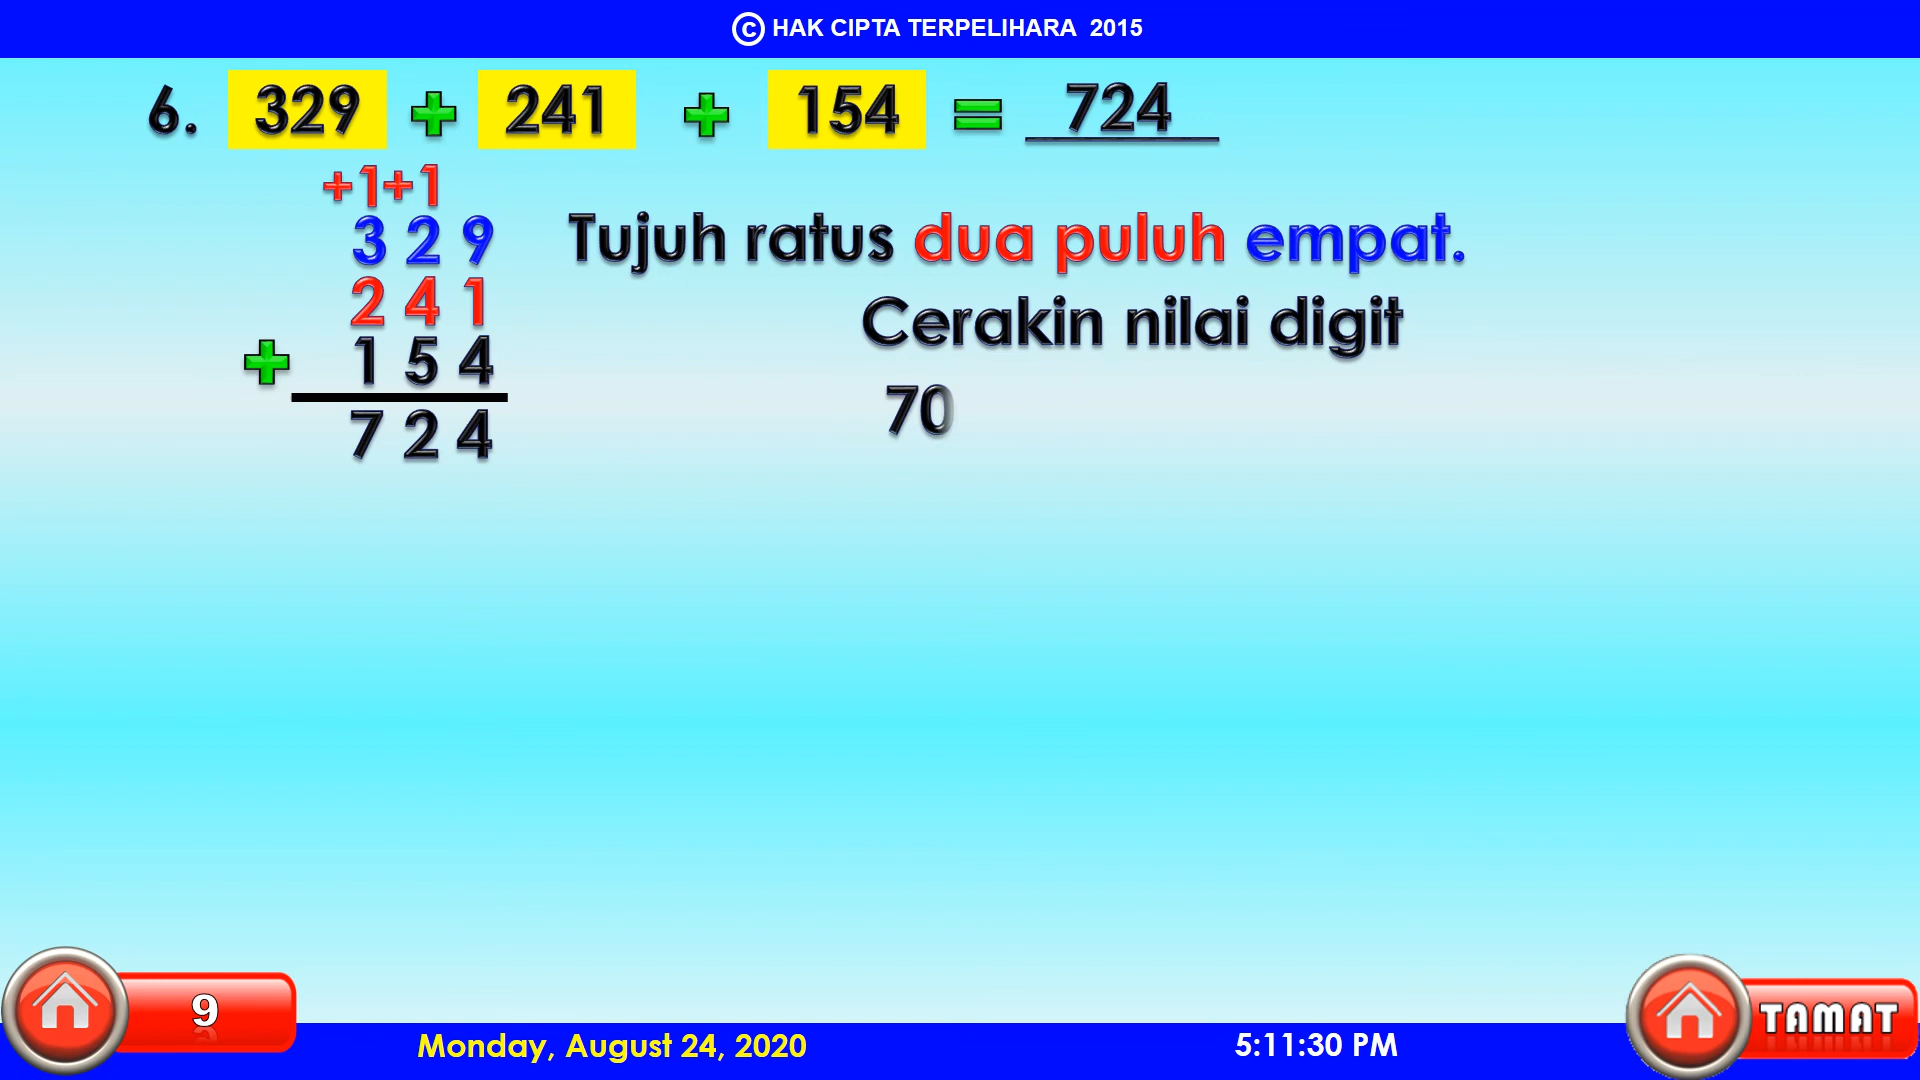 © HAK CIPTA TERPELIHARA 2015
6. 329 + 241 + 154 = 724
+1+1
3 2 9
2 4 1
+ 1 5 4
7 2 4
Tujuh ratus dua puluh empat.
Cerakin nilai digit
70
9
Monday, August 24, 2020
5:11:30 PM
TAMAT